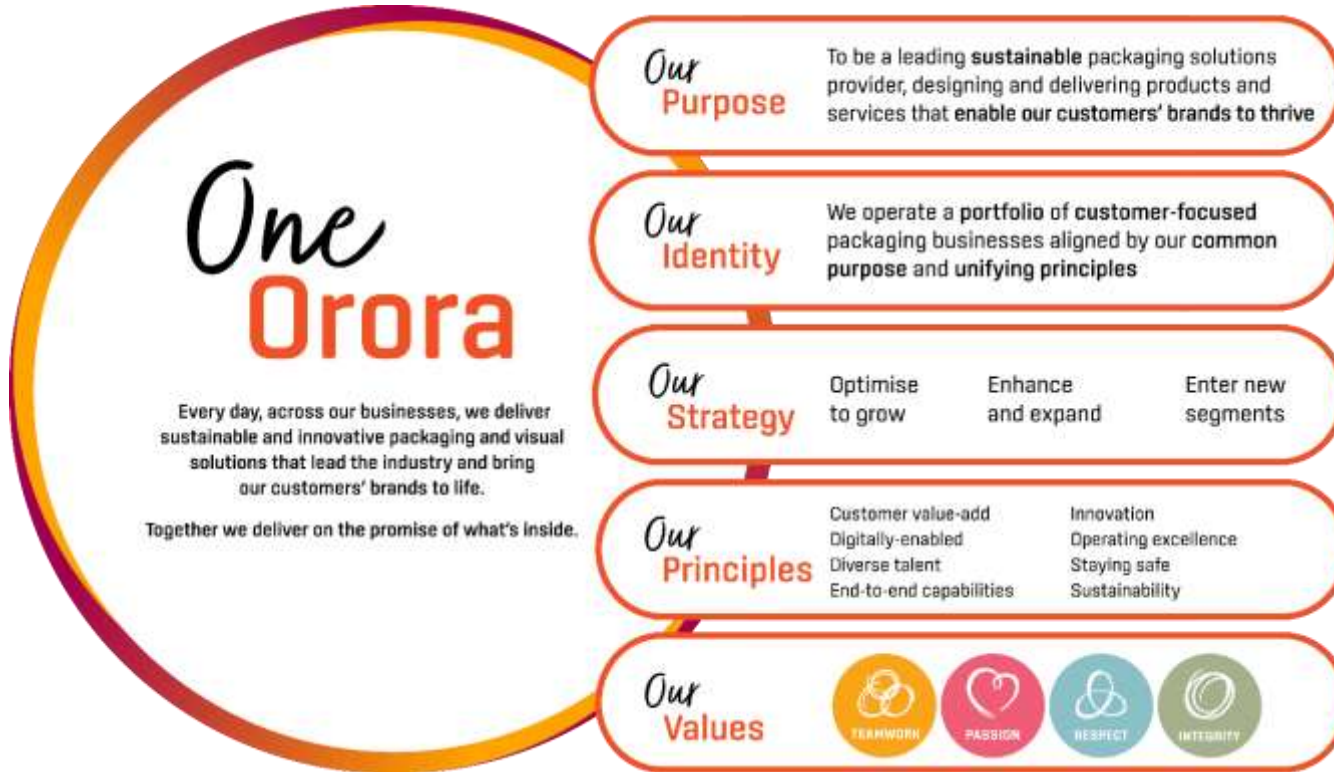 One
Orora
Every day, across our businesses, we deliver
sustainable and innovative packaging and visual
solutions that lead the industry and bring
our customers' brands to life.
Together we deliver on the promise of what's inside.
Our
Purpose
To be a leading sustainable packaging solutions
provider, designing and delivering products and
services that enable our customers' brands to thrive
Our
Identity
We operate a portfolio of customer-focused
packaging businesses aligned by our common
purpose and unifying principles
Our
Strategy
Optimise
to grow
Enhance
and expand
Enter new
segments
Our
Principles
Customer value-add
Digitally-enabled
Diverse talent
End-to-end capabilities
Innovation
Operating excellence
Staying safe
Sustainability
Our
Values
TEAMWORK
PASSION
RESPECT
INTEGRITY